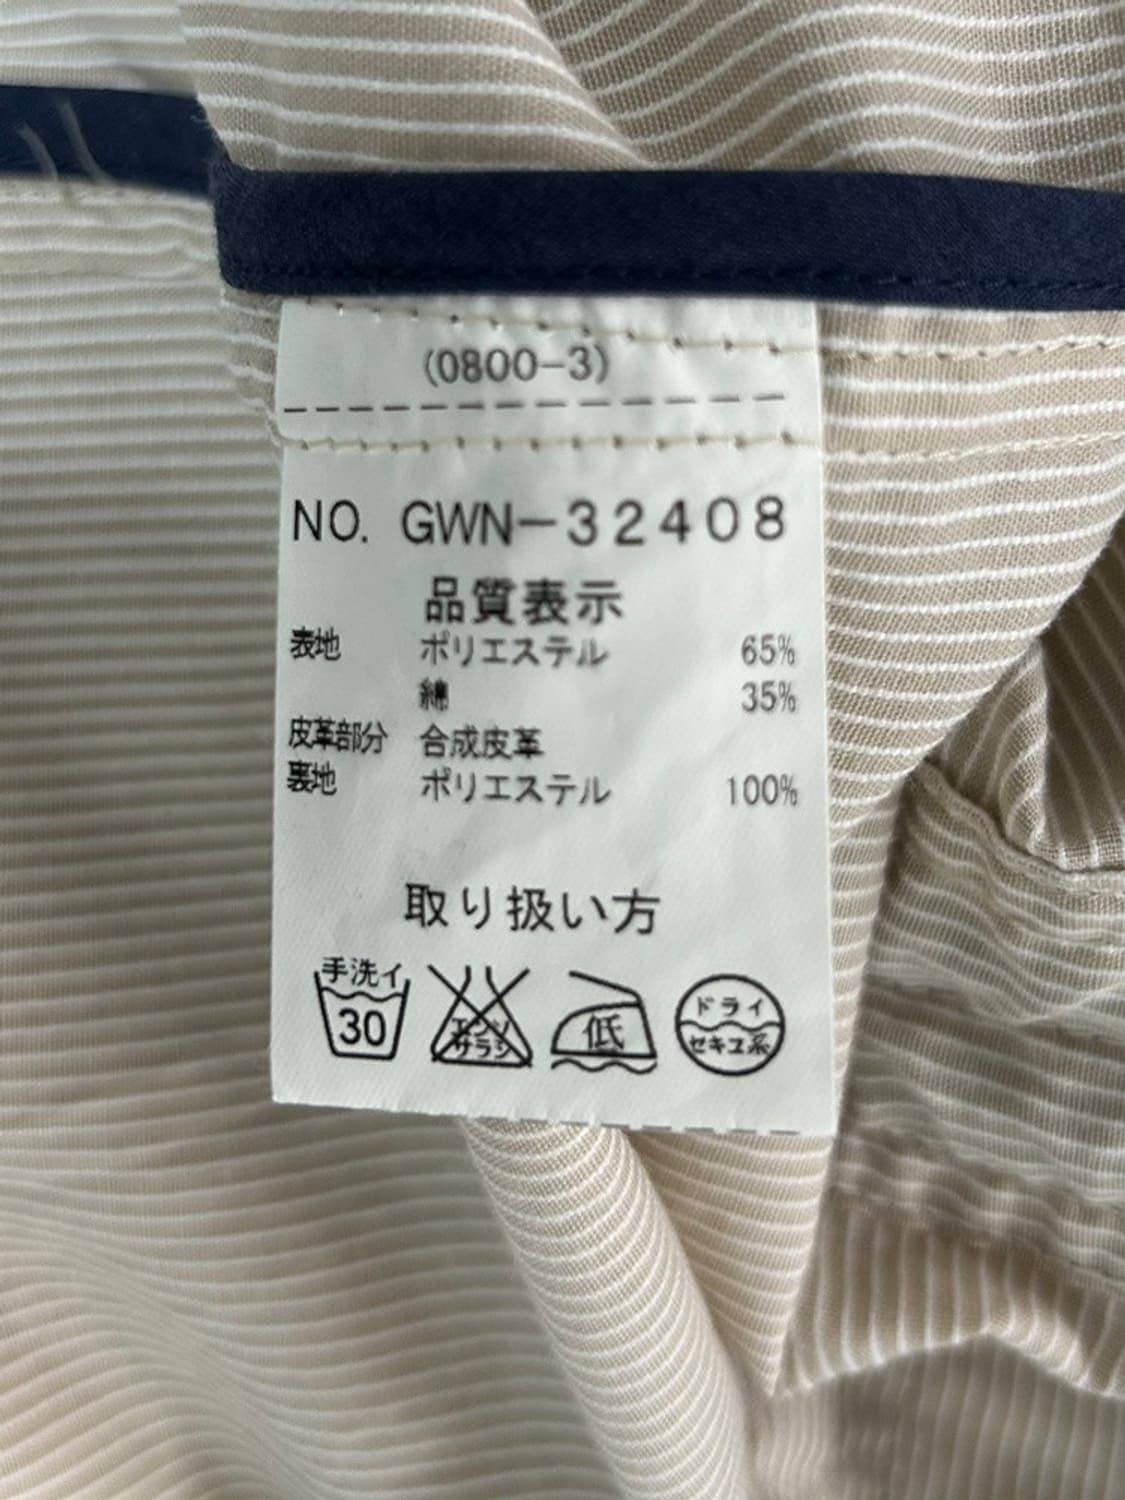 (0800-3)
NO. GWN-32408
品質表示
表地 ポリエステル 65%
綿 35%
皮革部分 合成皮革
裏地 ポリエステル 100%
取り扱い方
手洗イ
30
エンソ
サラシ
低
ドライ
セキユ系